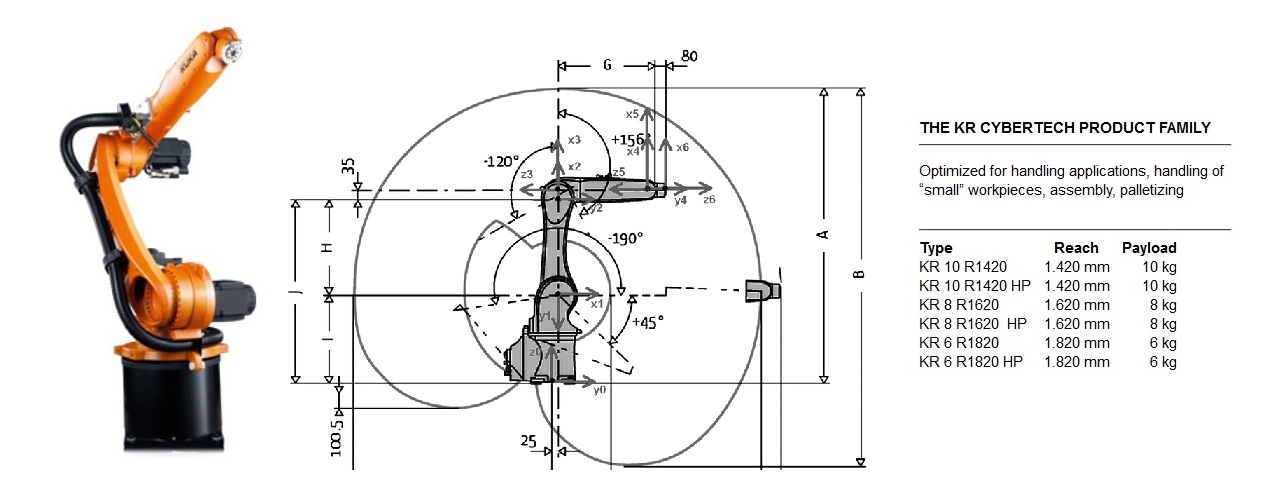 KUKA
G
80
x5
+156°
x3
x4
x6
-120°
x2
35
z3
z5
y2
y4
z6
H
-190°
A
B
J
x1
y1
+45°
I
z0
y0
100.5
25
THE KR CYBERTECH PRODUCT FAMILY
Optimized for handling applications, handling of
“small” workpieces, assembly, palletizing
Type Reach Payload
KR 10 R1420 1.420 mm 10 kg
KR 10 R1420 HP 1.420 mm 10 kg
KR 8 R1620 1.620 mm 8 kg
KR 8 R1620 HP 1.620 mm 8 kg
KR 6 R1820 1.820 mm 6 kg
KR 6 R1820 HP 1.820 mm 6 kg